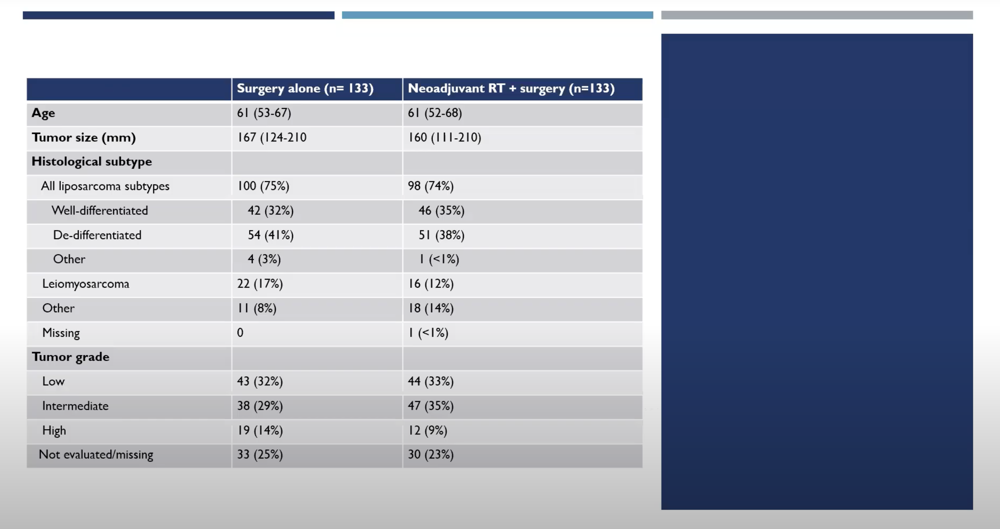 Surgery alone (n= 133) Neoadjuvant RT + surgery (n=133)
Age 61 (53-67) 61 (52-68)
Tumor size (mm) 167 (124-210 160 (111-210)
Histological subtype
All liposarcoma subtypes 100 (75%) 98 (74%)
Well-differentiated 42 (32%) 46 (35%)
De-differentiated 54 (41%) 51 (38%)
Other 4 (3%) 1 (<1%)
Leiomyosarcoma 22 (17%) 16 (12%)
Other 11 (8%) 18 (14%)
Missing 0 1 (<1%)
Tumor grade
Low 43 (32%) 44 (33%)
Intermediate 38 (29%) 47 (35%)
High 19 (14%) 12 (9%)
Not evaluated/missing 33 (25%) 30 (23%)